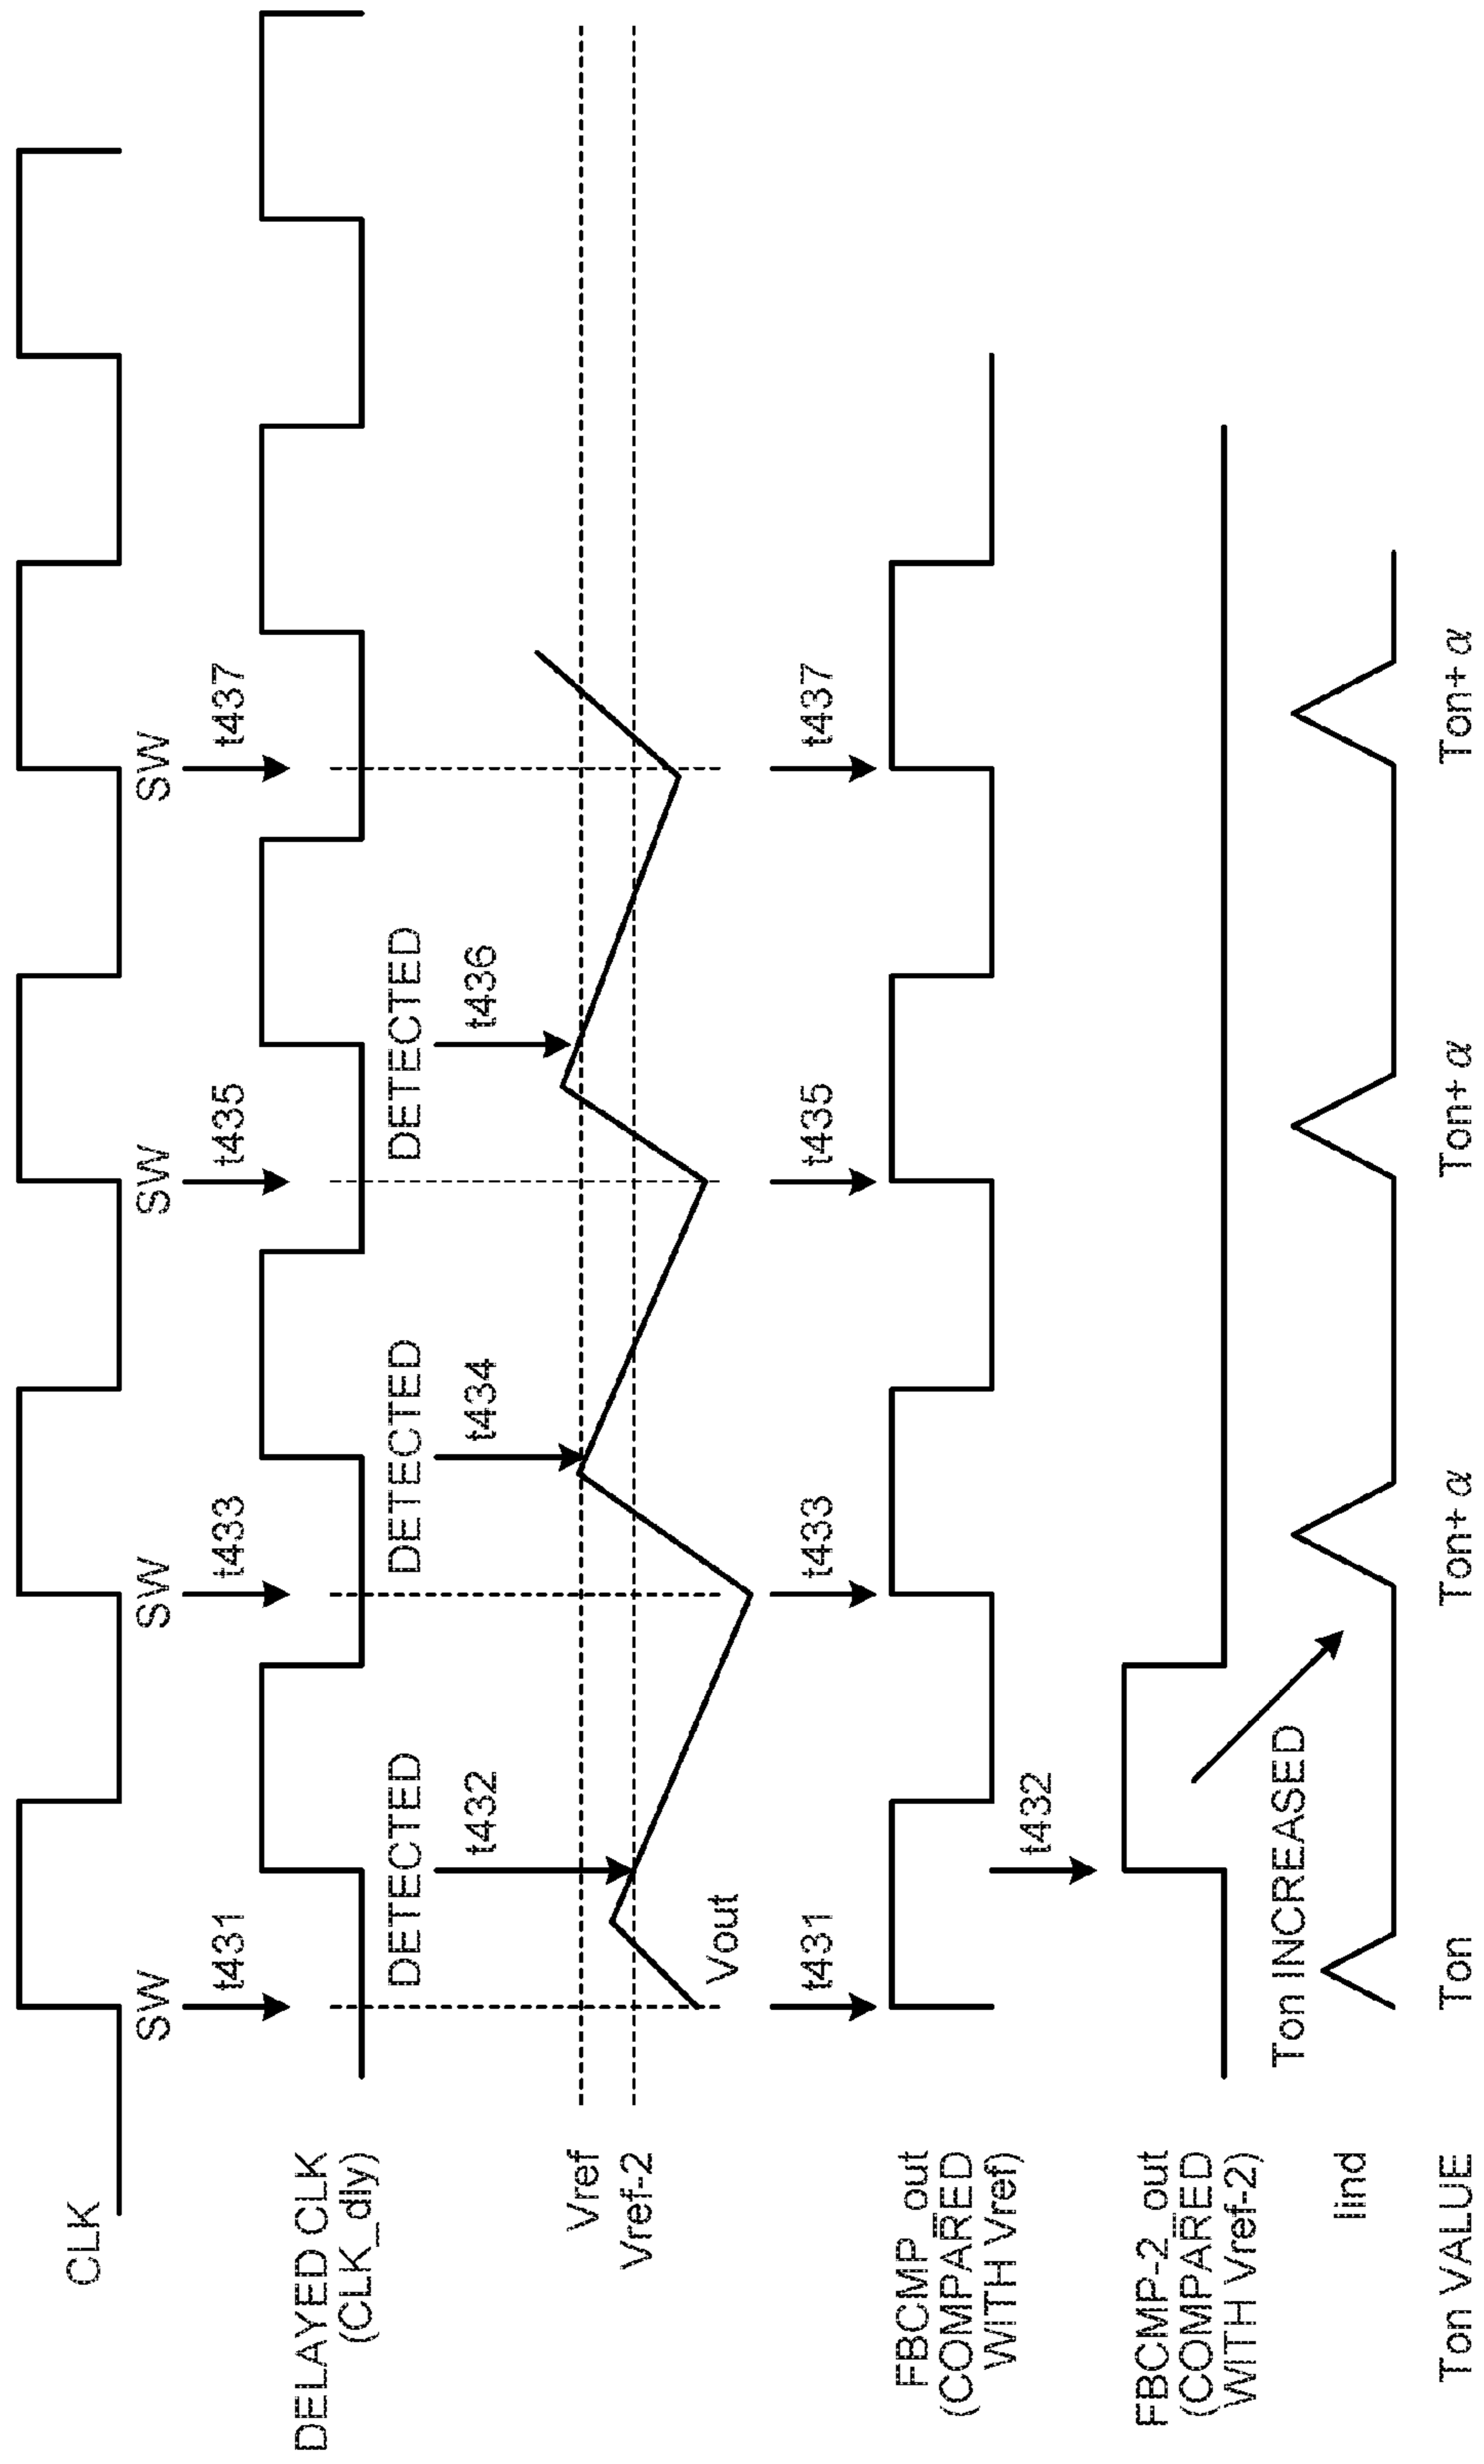 CLK
SW
SW
SW
SW
t431
t433
t435
t437
DELAYED CLK
(CLK_dly)
DETECTED
DETECTED
DETECTED
t432
t434
t436
Vref
Vref-2
Vout
t431
t433
t435
t437
FBCMP_out
(COMPARED
WITH Vref)
t432
FBCMP-2_out
(COMPARED
WITH Vref-2)
Ton INCREASED
Iind
Ton VALUE
Ton
Ton+ α
Ton+ α
Ton+ α